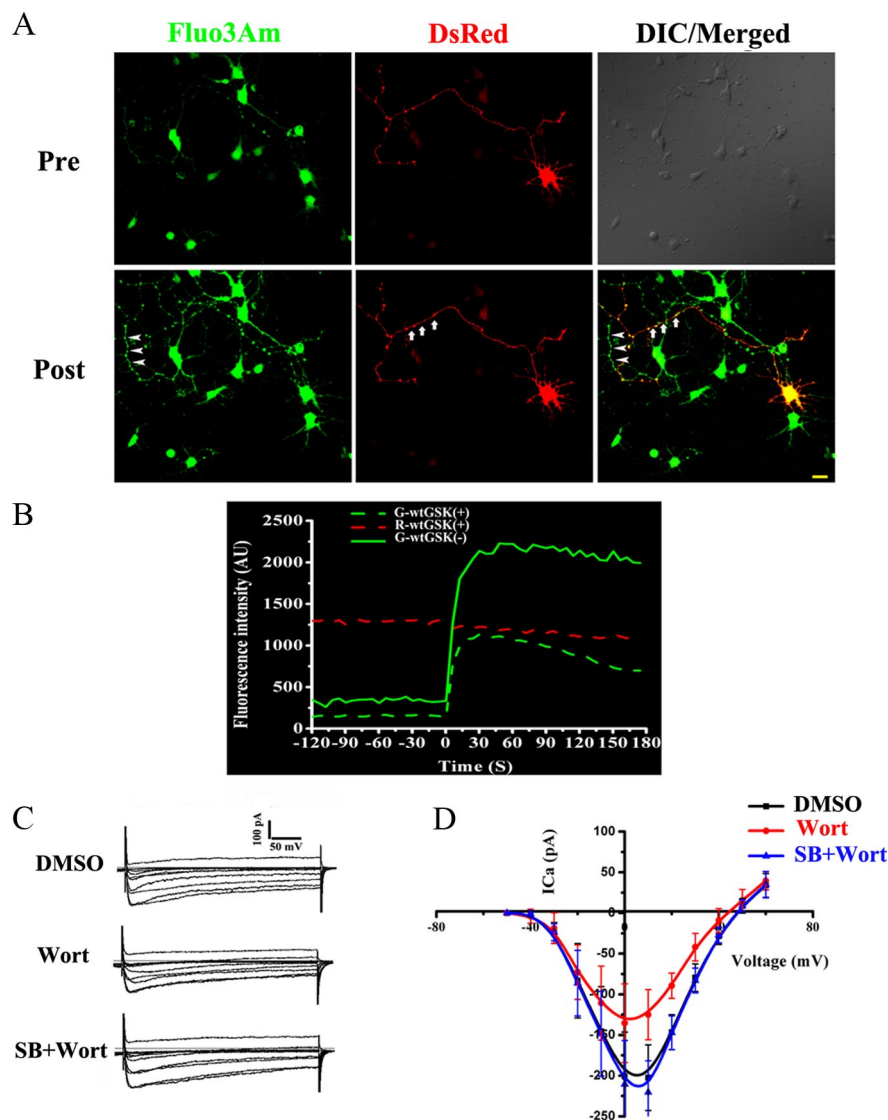 A
Fluo3Am DsRed DIC/Merged
Pre
Post
B
G-wtGSK(+)
R-wtGSK(+)
G-wtGSK(-)
Fluorescence intensity (AU)
2500
2000
1500
1000
500
0
-120 -90 -60 -30 0 30 60 90 120 150 180
Time (S)
C
100 pA
50 mV
DMSO
Wort
SB+Wort
D
DMSO
Wort
SB+Wort
ICa (pA)
100
50
0
-50
-100
-150
-200
-250
-80 -40 0 40 80
Voltage (mV)